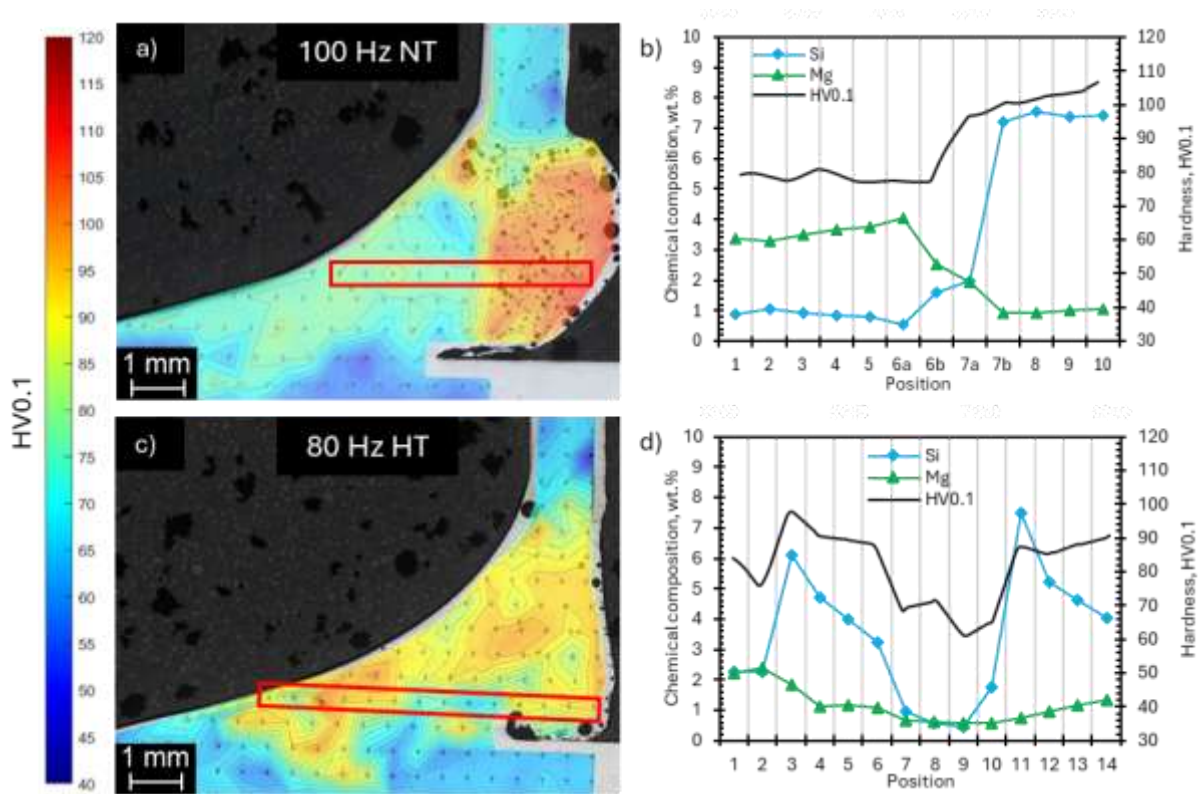 HV0.1
120
115
110
105
100
95
90
85
80
75
70
65
60
55
50
45
40
a)
100 Hz NT
1 mm
b)
Chemical composition, wt.%
10
9
8
7
6
5
4
3
2
1
0
Si
Mg
HV0.1
120
110
100
90
80
70
60
50
40
30
Hardness, HV0.1
1 2 3 4 5 6a 6b 7a 7b 8 9 10
Position
c)
80 Hz HT
1 mm
d)
Chemical composition, wt.%
10
9
8
7
6
5
4
3
2
1
0
Si
Mg
HV0.1
120
110
100
90
80
70
60
50
40
30
Hardness, HV0.1
1 2 3 4 5 6 7 8 9 10 11 12 13 14
Position